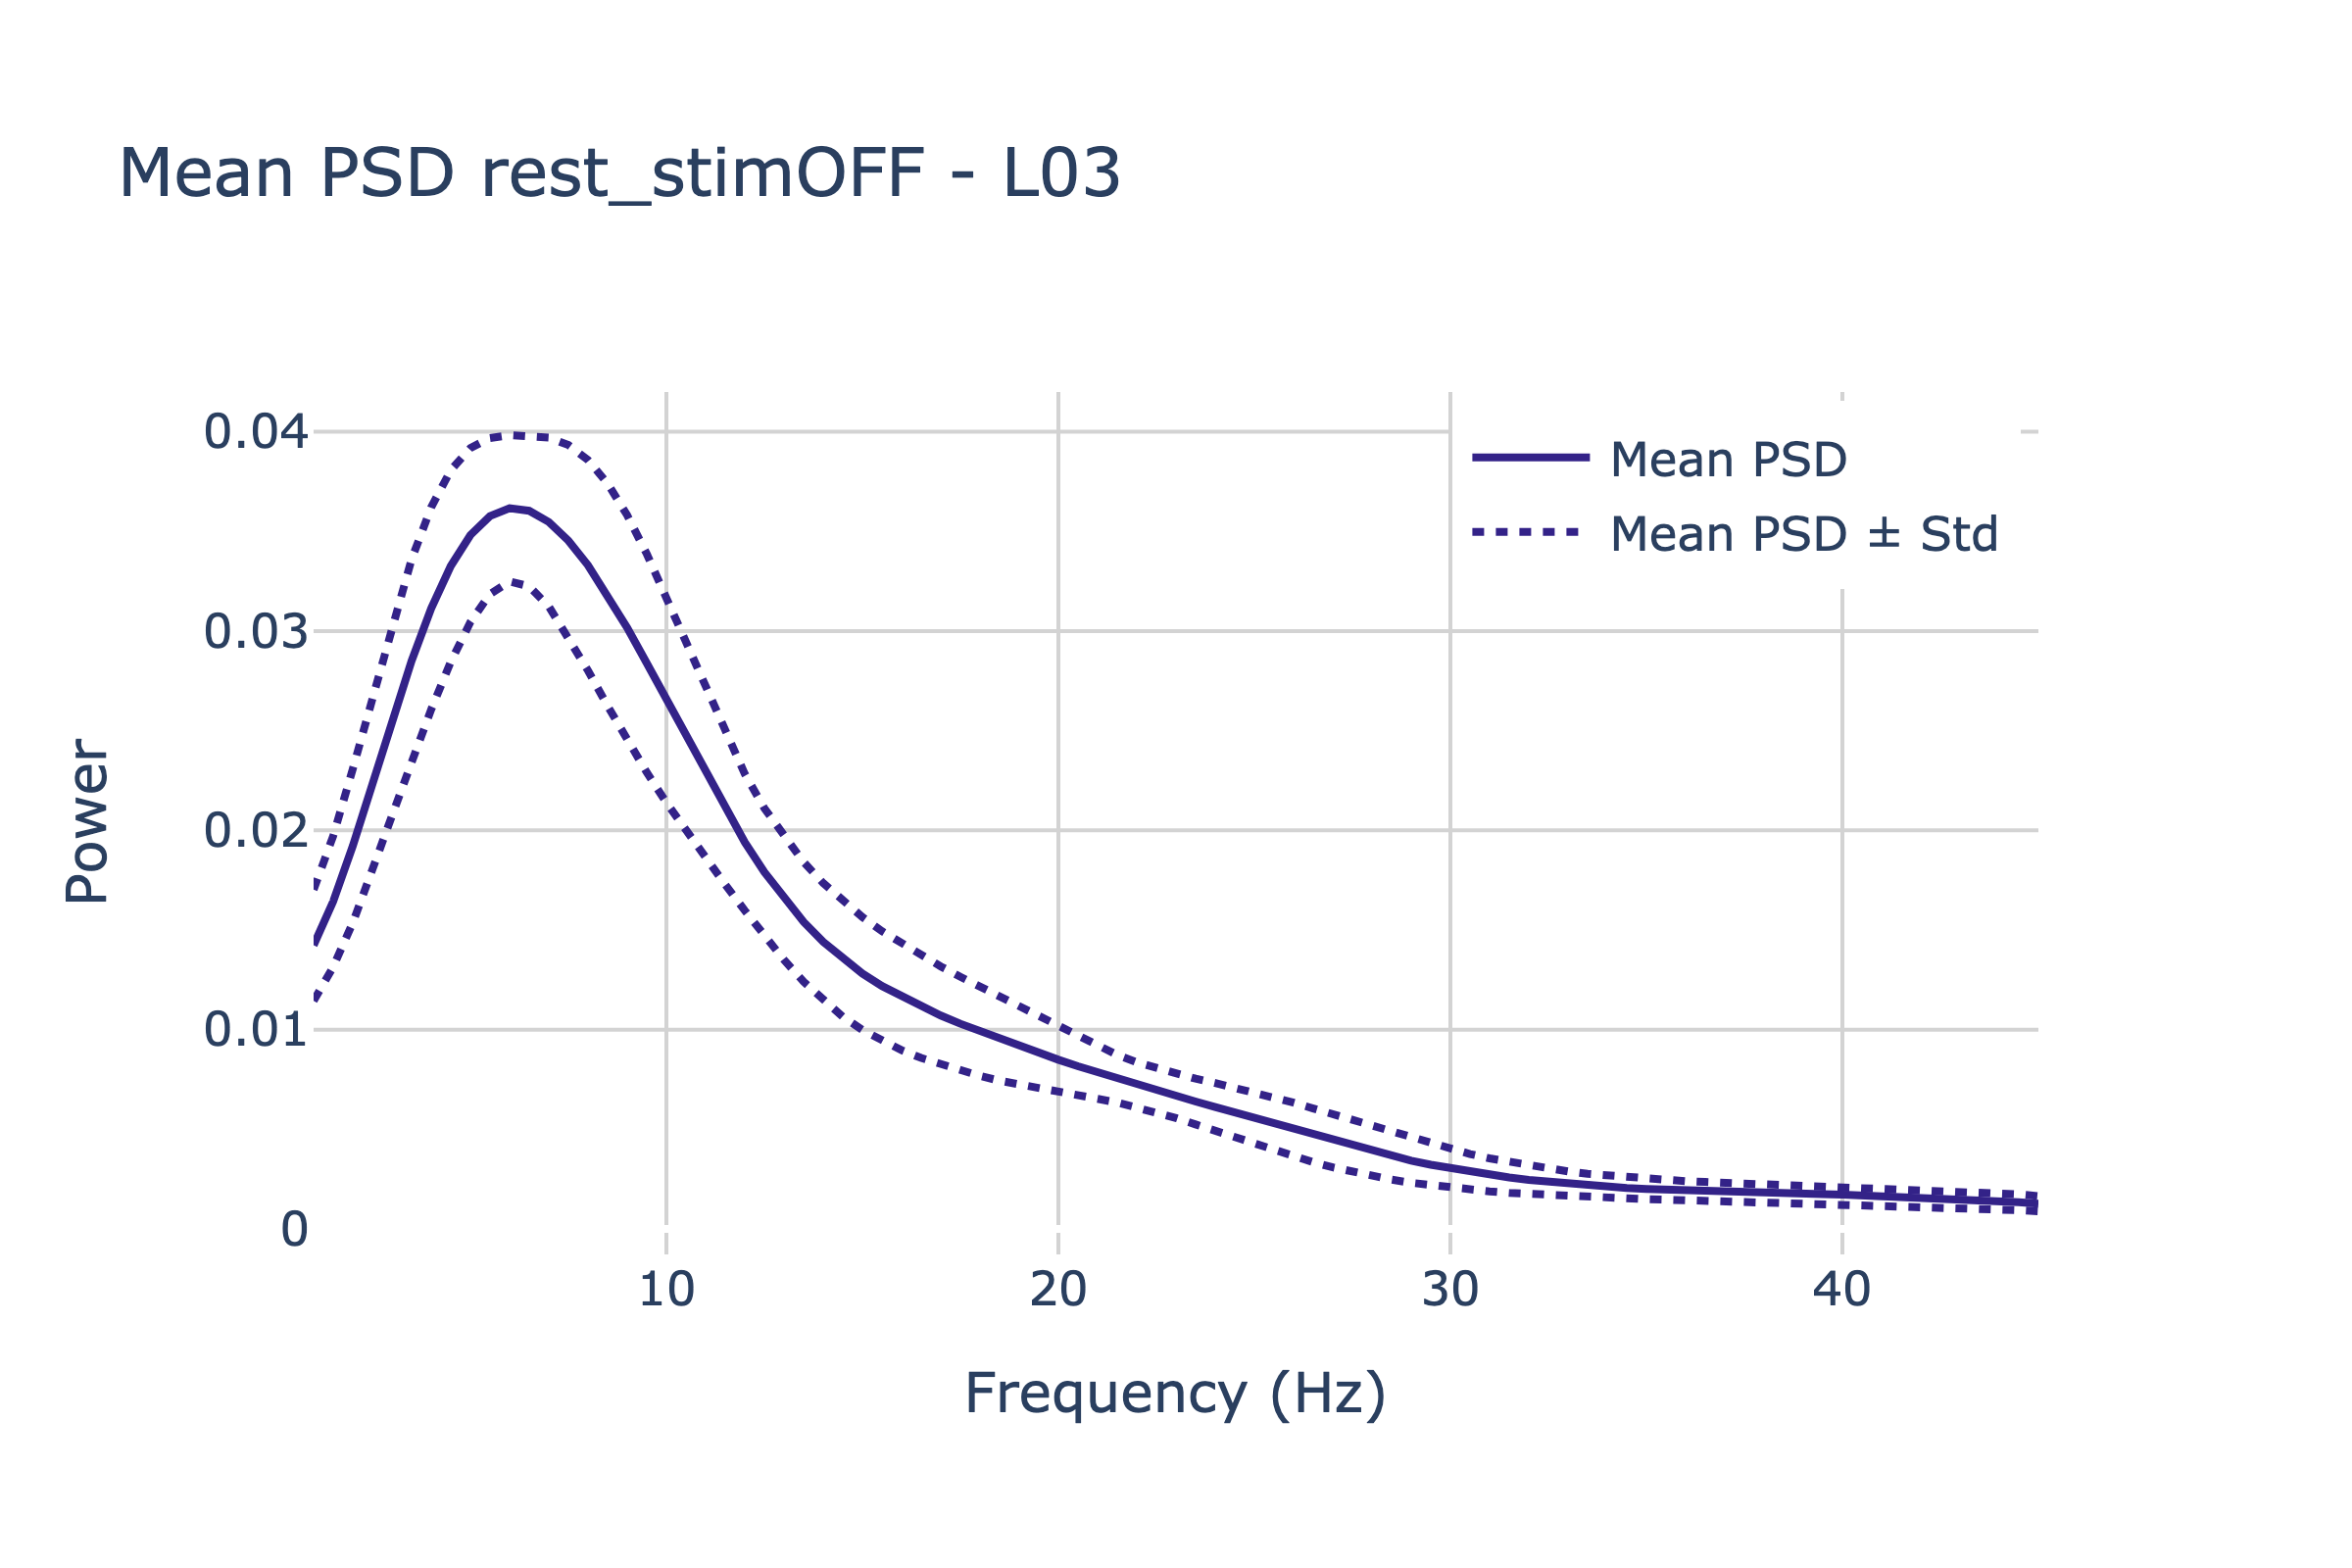 Mean PSD rest_stimOFF - L03
Mean PSD
Mean PSD ± Std
Power
0.04
0.03
0.02
0.01
0
10
20
30
40
Frequency (Hz)